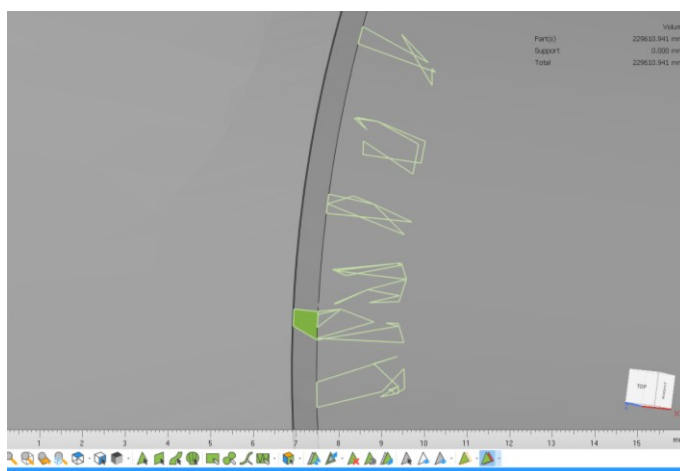 Volum
Part(s) 229610.941 mm
Support 0.000 mm
Total 229610.941 mm
TOP
1 2 3 4 5 6 7 8 9 10 11 12 13 14 15 mm